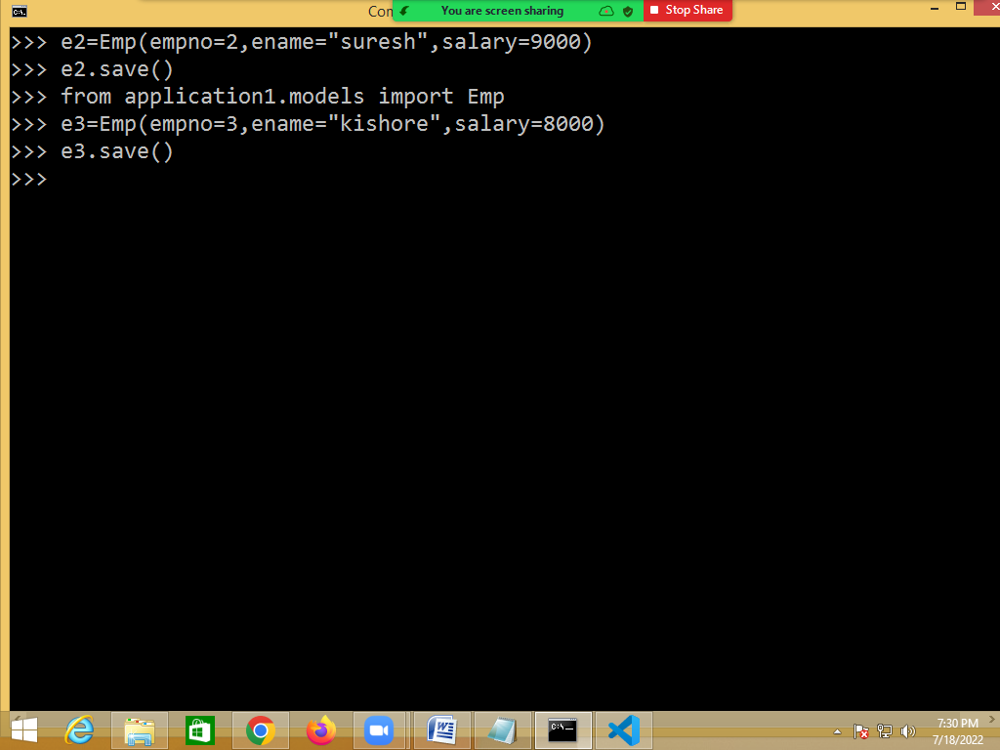 Con
You are screen sharing
Stop Share
>>> e2=Emp(empno=2,ename="suresh",salary=9000)
>>> e2.save()
>>> from application1.models import Emp
>>> e3=Emp(empno=3,ename="kishore",salary=8000)
>>> e3.save()
>>>
7:30 PM
7/18/2022